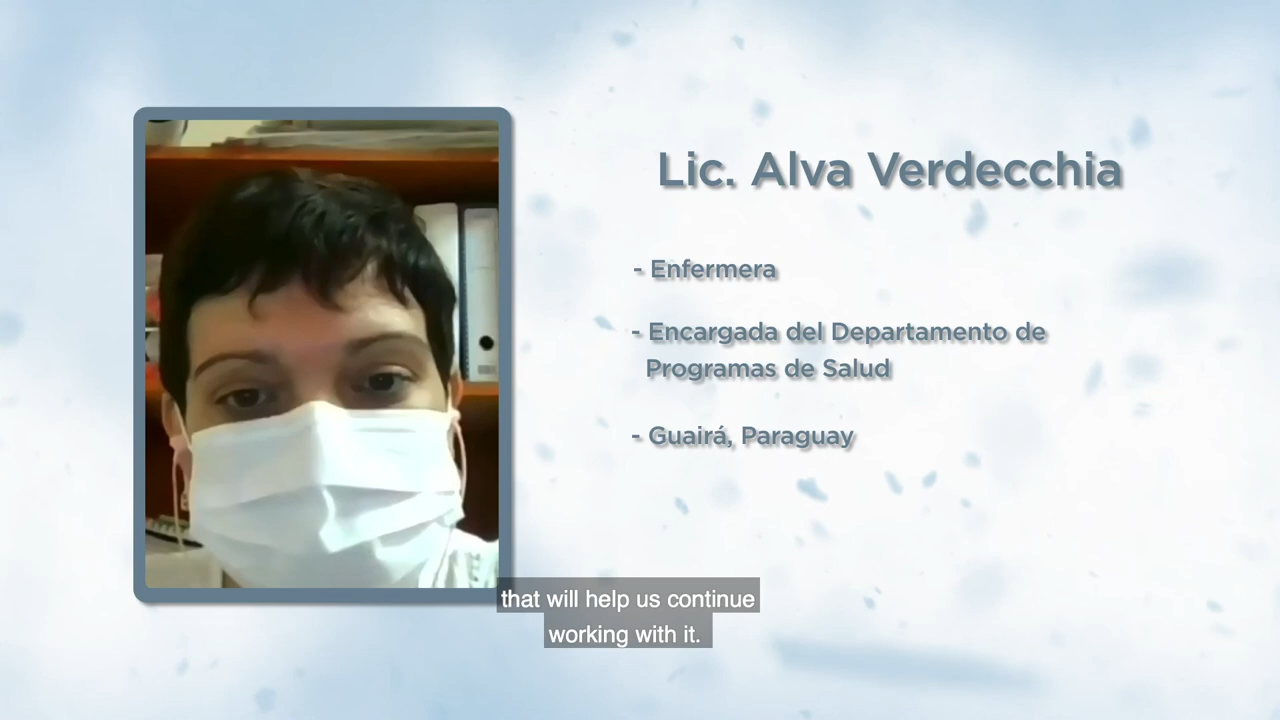 Lic. Alva Verdecchia
- Enfermera
- Encargada del Departamento de
Programas de Salud
- Guairá, Paraguay
that will help us continue
working with it.